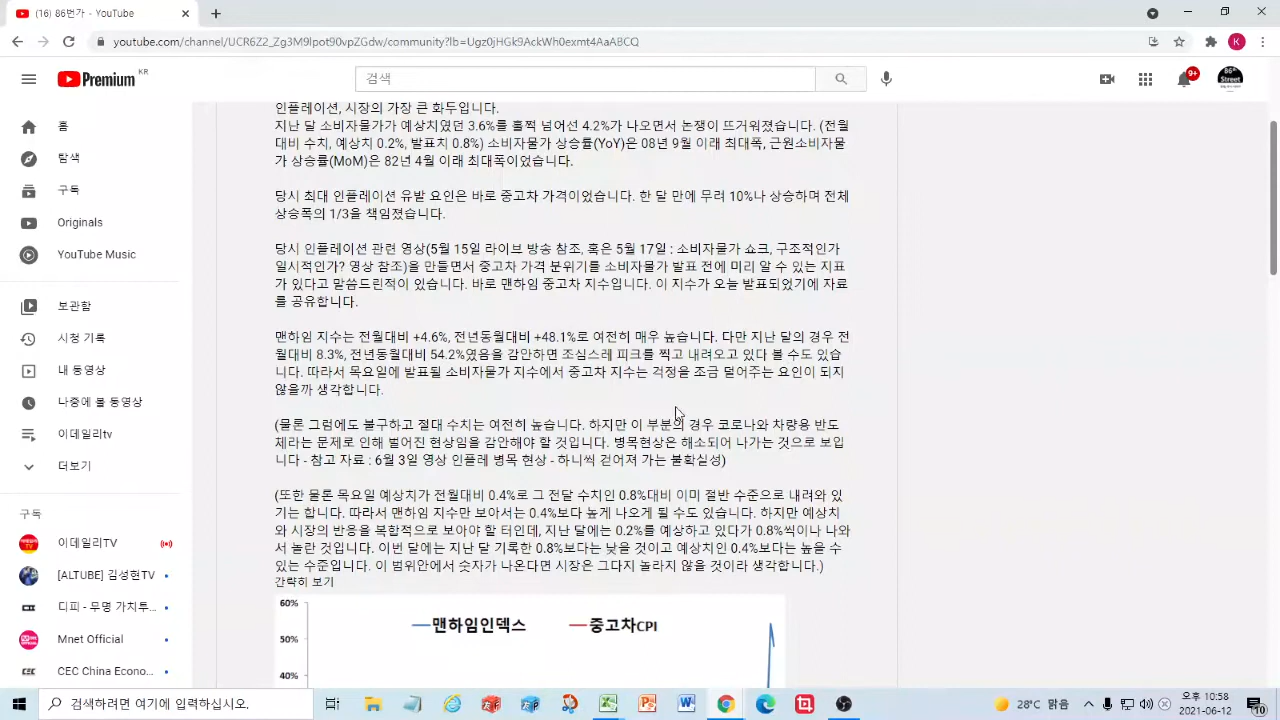 (16) 86번가 - YouTube
youtube.com/channel/UCR6Z2_Zg3M9lpot90vpZGdw/community?lb=Ugz0jHGk9AckWh0exmt4AaABCQ
K
Premium KR
검색
9+
86th Street
홈
탐색
구독
Originals
YouTube Music
보관함
시청 기록
내 동영상
나중에 볼 동영상
이데일리tv
더보기
구독
이데일리TV
[ALTUBE] 김성현TV
디피 - 무명 가치투...
Mnet Official
CEC China Econo...
인플레이션, 시장의 가장 큰 화두입니다.
지난 달 소비자물가가 예상치였던 3.6%를 훌쩍 넘어선 4.2%가 나오면서 논쟁이 뜨거워졌습니다. (전월
대비 수치, 예상치 0.2%, 발표치 0.8%) 소비자물가 상승률(YoY)은 08년 9월 이래 최대폭, 근원소비자물
가 상승률(MoM)은 82년 4월 이래 최대폭이었습니다.
당시 최대 인플레이션 유발 요인은 바로 중고차 가격이었습니다. 한 달 만에 무려 10%나 상승하며 전체
상승폭의 1/3을 책임졌습니다.
당시 인플레이션 관련 영상(5월 15일 라이브 방송 참조, 혹은 5월 17일 : 소비자물가 쇼크, 구조적인가
일시적인가? 영상 참조)을 만들면서 중고차 가격 분위기를 소비자물가 발표 전에 미리 알 수 있는 지표
가 있다고 말씀드린적이 있습니다. 바로 맨하임 중고차 지수입니다. 이 지수가 오늘 발표되었기에 자료
를 공유합니다.
맨하임 지수는 전월대비 +4.6%, 전년동월대비 +48.1%로 여전히 매우 높습니다. 다만 지난 달의 경우 전
월대비 8.3%, 전년동월대비 54.2%였음을 감안하면 조심스레 피크를 찍고 내려오고 있다 볼 수도 있습
니다. 따라서 목요일에 발표될 소비자물가 지수에서 중고차 지수는 걱정을 조금 덜어주는 요인이 되지
않을까 생각합니다.
(물론 그럼에도 불구하고 절대 수치는 여전히 높습니다. 하지만 이 부분의 경우 코로나와 차량용 반도
체라는 문제로 인해 벌어진 현상임을 감안해야 할 것입니다. 병목현상은 해소되어 나가는 것으로 보입
니다 - 참고 자료 : 6월 3일 영상 인플레 병목 현상 - 하니씩 걷어져 가는 불확실성)
(또한 물론 목요일 예상치가 전월대비 0.4%로 그 전달 수치인 0.8%대비 이미 절반 수준으로 내려와 있
기는 합니다. 따라서 맨하임 지수만 보아서는 0.4%보다 높게 나오게 될 수도 있습니다. 하지만 예상치
와 시장의 반응을 복합적으로 보아야 할 터인데, 지난 달에는 0.2%를 예상하고 있다가 0.8%씩이나 나와
서 놀란 것입니다. 이번 달에는 지난 달 기록한 0.8%보다는 낮을 것이고 예상치인 0.4%보다는 높을 수
있는 수준입니다. 이 범위안에서 숫자가 나온다면 시장은 그다지 놀라지 않을 것이라 생각합니다.)
간략히 보기
60%
맨하임인덱스 중고차CPI
50%
40%
검색하려면 여기에 입력하십시오.
28°C 맑음
오후 10:58
2021-06-12
10